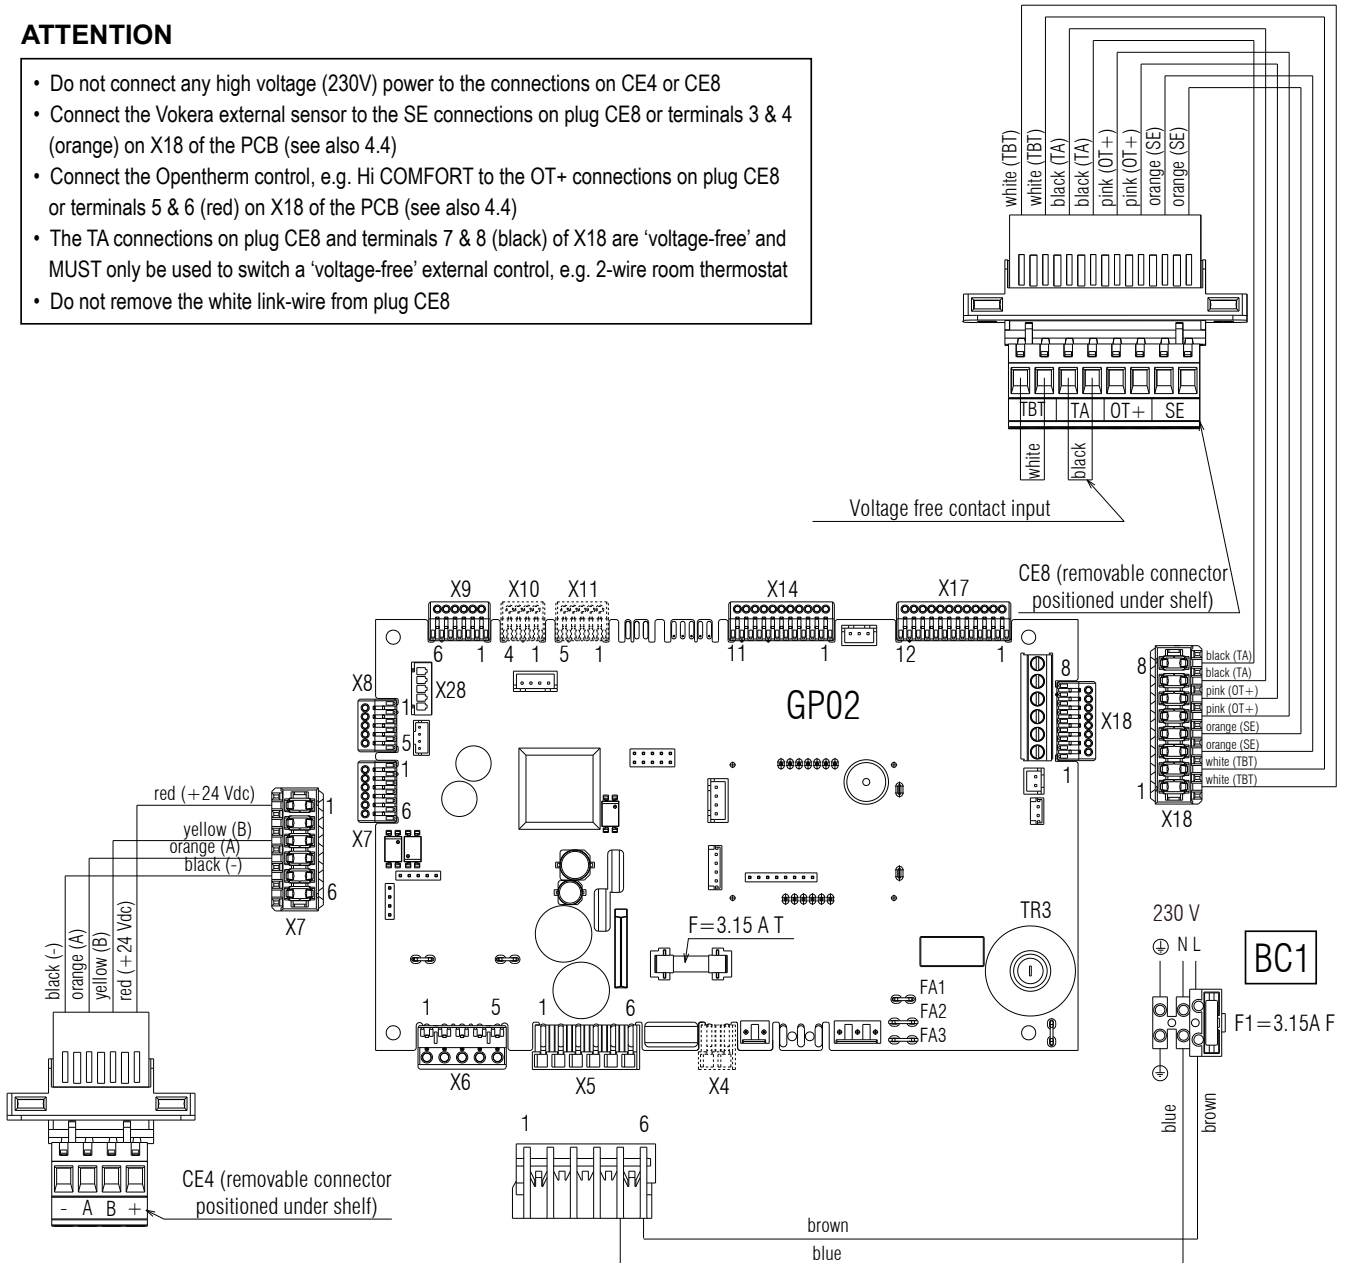 ATTENTION
• Do not connect any high voltage (230V) power to the connections on CE4 or CE8
• Connect the Vokera external sensor to the SE connections on plug CE8 or terminals 3 & 4
(orange) on X18 of the PCB (see also 4.4)
• Connect the Opentherm control, e.g. Hi COMFORT to the OT+ connections on plug CE8
or terminals 5 & 6 (red) on X18 of the PCB (see also 4.4)
• The TA connections on plug CE8 and terminals 7 & 8 (black) of X18 are ‘voltage-free’ and
MUST only be used to switch a ‘voltage-free’ external control, e.g. 2-wire room thermostat
• Do not remove the white link-wire from plug CE8
white (TBT)
white (TBT)
black (TA)
black (TA)
pink (OT+)
pink (OT+)
orange (SE)
orange (SE)
TBT TA OT+ SE
white
black
Voltage free contact input
CE8 (removable connector
positioned under shelf)
X9 X10 X11 X14 X17
6 1 4 1 5 1 11 1 12 1
X8
1
5
X28
GP02
8
X18
1
8
black (TA)
black (TA)
pink (OT+)
pink (OT+)
orange (SE)
orange (SE)
white (TBT)
white (TBT)
1
X18
1
6
X7
red (+24 Vdc)
yellow (B)
orange (A)
black (-)
1
6
X7
black (-)
orange (A)
yellow (B)
red (+24 Vdc)
F=3.15 A T
TR3
FA1
FA2
FA3
230 V
N L
BC1
F1=3.15A F
blue
brown
1 5 1 6
X6 X5 X4
1 6
- A B +
CE4 (removable connector
positioned under shelf)
brown
blue